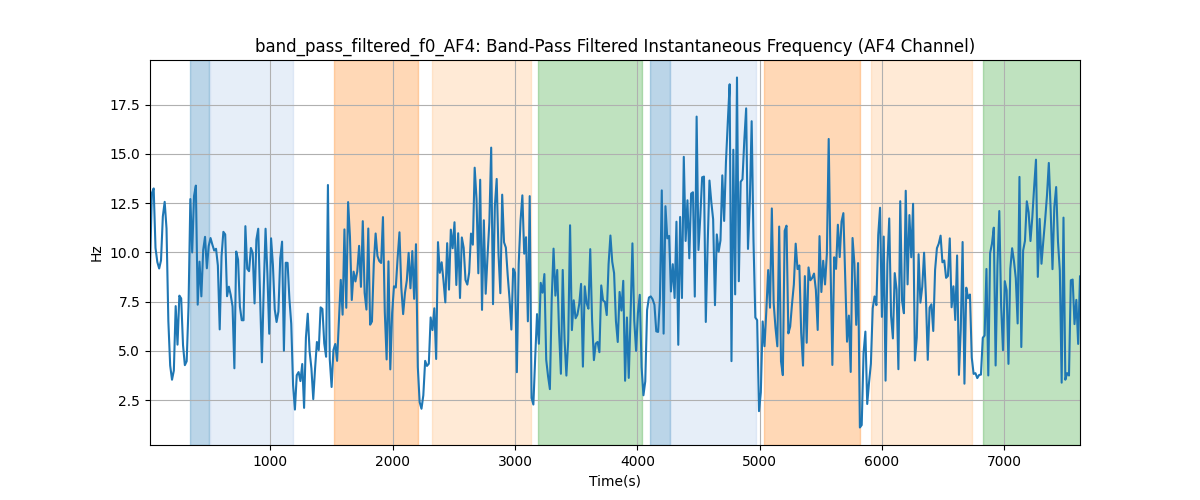 band_pass_filtered_f0_AF4: Band-Pass Filtered Instantaneous Frequency (AF4 Channel)
17.5
15.0
12.5
10.0
7.5
5.0
2.5
Hz
1000 2000 3000 4000 5000 6000 7000
Time(s)